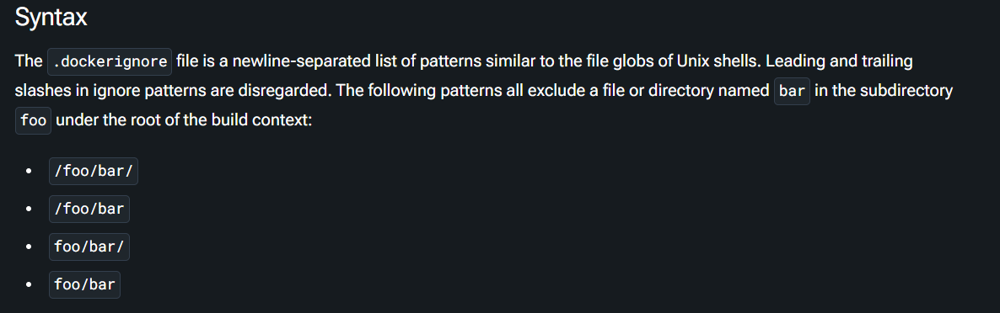 Syntax
The .dockerignore file is a newline-separated list of patterns similar to the file globs of Unix shells. Leading and trailing
slashes in ignore patterns are disregarded. The following patterns all exclude a file or directory named bar in the subdirectory
foo under the root of the build context:
• /foo/bar/
• /foo/bar
• foo/bar/
• foo/bar